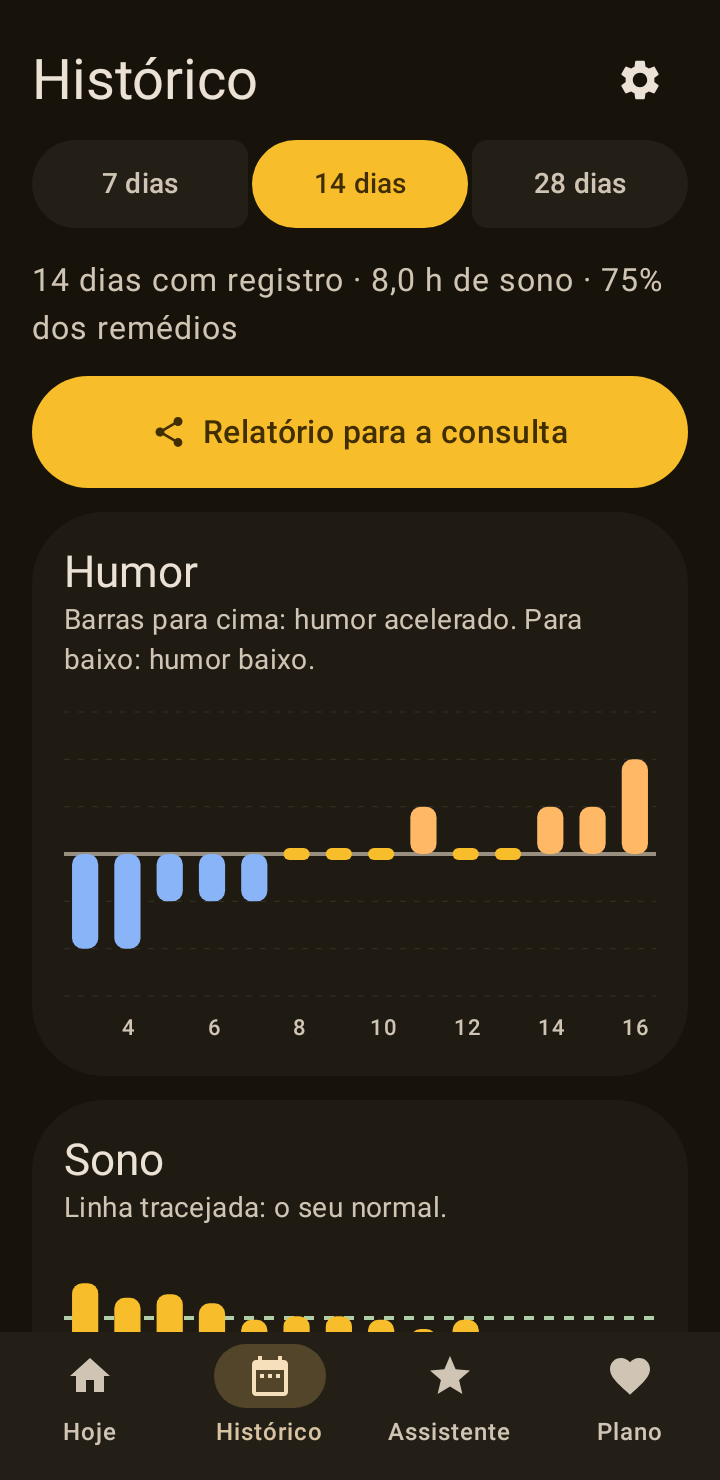 Histórico
7 dias
14 dias
28 dias
14 dias com registro · 8,0 h de sono · 75%
dos remédios
Relatório para a consulta
Humor
Barras para cima: humor acelerado. Para
baixo: humor baixo.
4 6 8 10 12 14 16
Sono
Linha tracejada: o seu normal.
Hoje
Histórico
Assistente
Plano